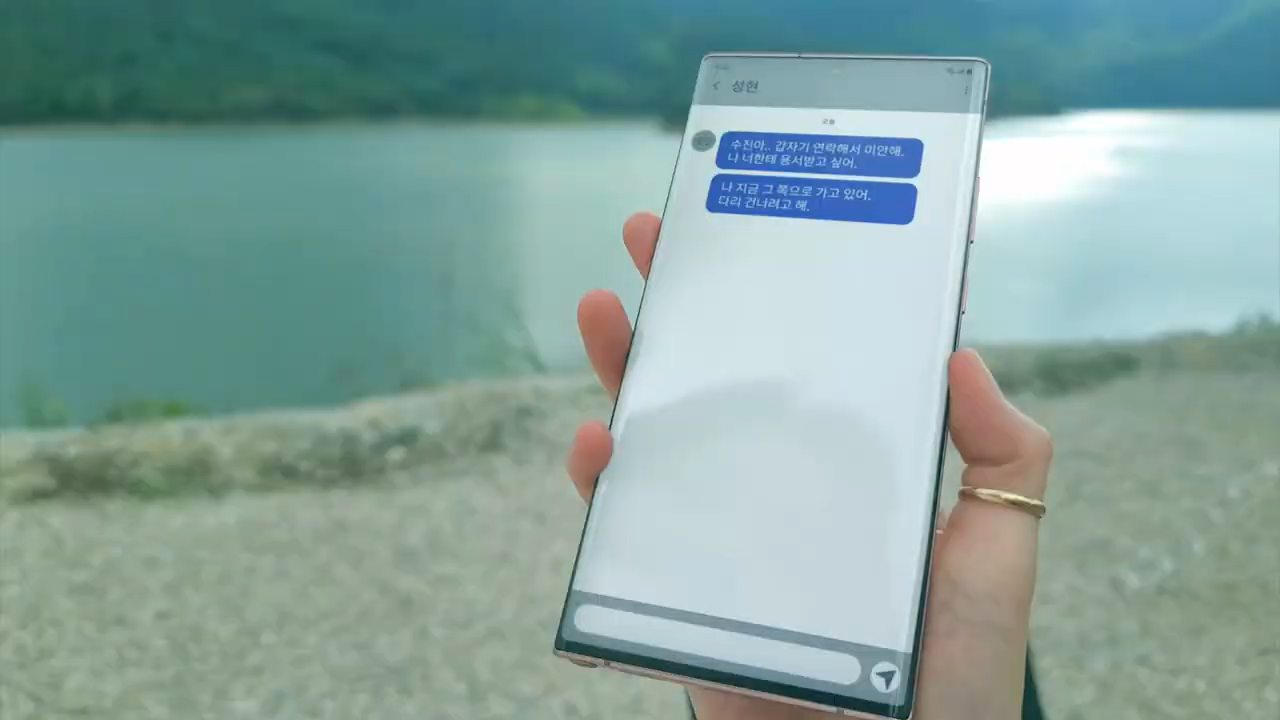 성현
오늘
수진아.. 갑자기 연락해서 미안해.
나 너한테 용서받고 싶어.
나 지금 그 쪽으로 가고 있어.
다리 건너려고 해.